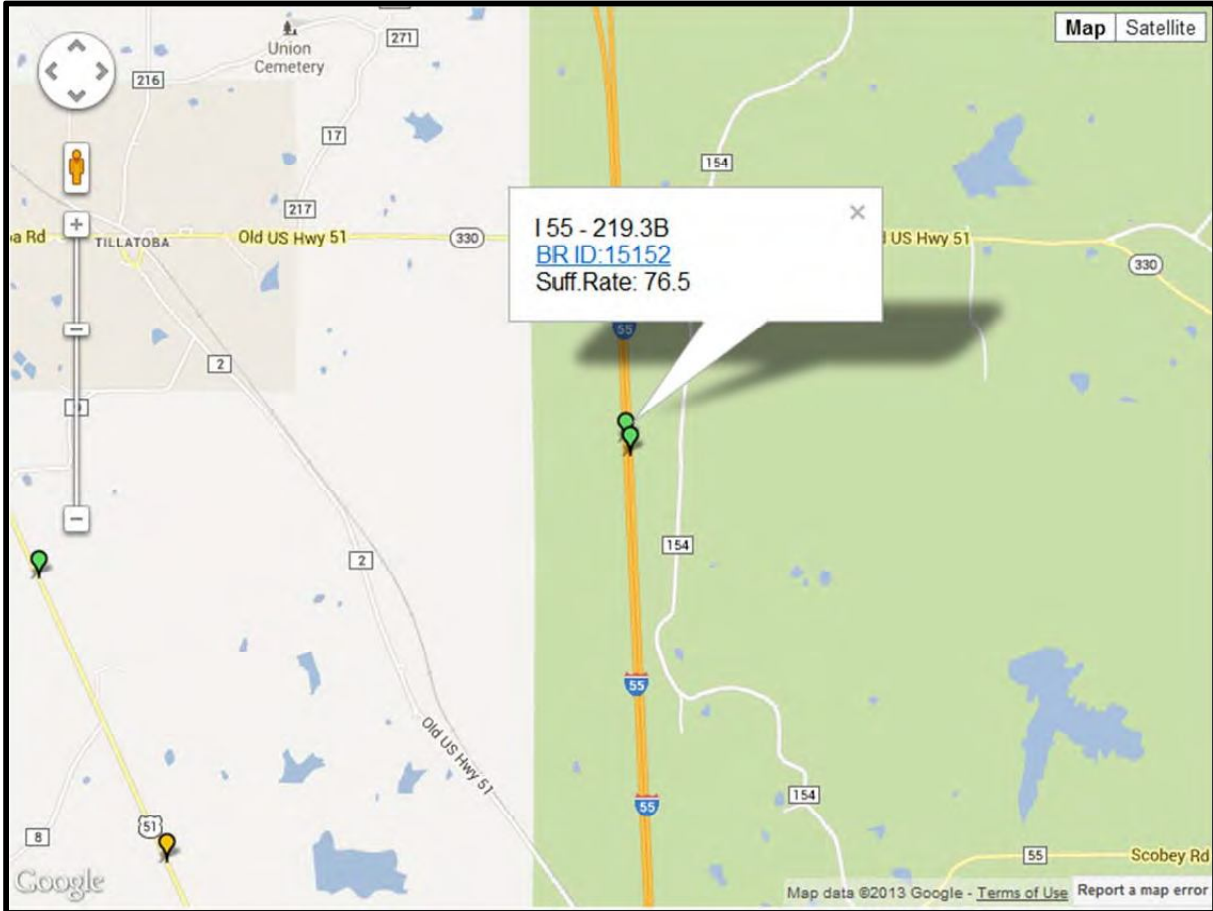 271
Map Satellite
Union
Cemetery
216
17
154
217
I 55 - 219.3B
BR ID:15152
Suff.Rate: 76.5
a Rd
TILLATOBA
Old US Hwy 51
330
US Hwy 51
330
55
2
154
2
55
Old US Hwy 51
154
55
51
8
55
Scobey Rd
Google
Map data ©2013 Google - Terms of Use
Report a map error